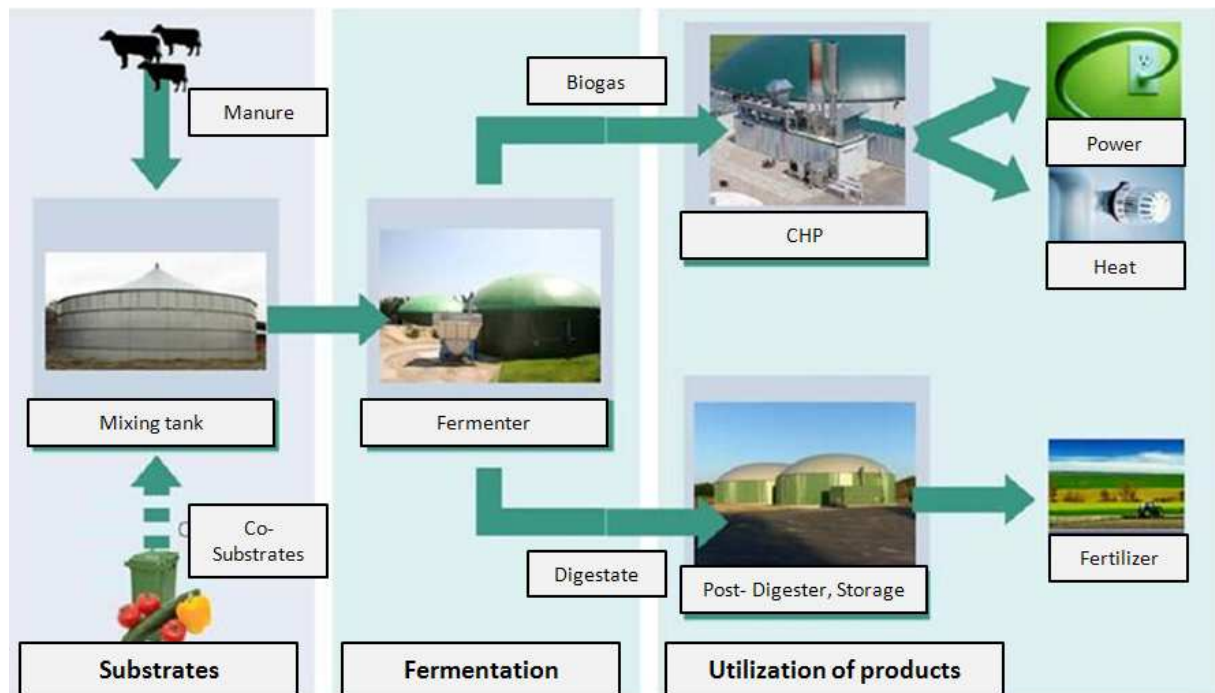 Manure
Mixing tank
Co-
Substrates
Substrates
Biogas
Fermenter
Digestate
Fermentation
CHP
Power
Heat
Post- Digester, Storage
Fertilizer
Utilization of products